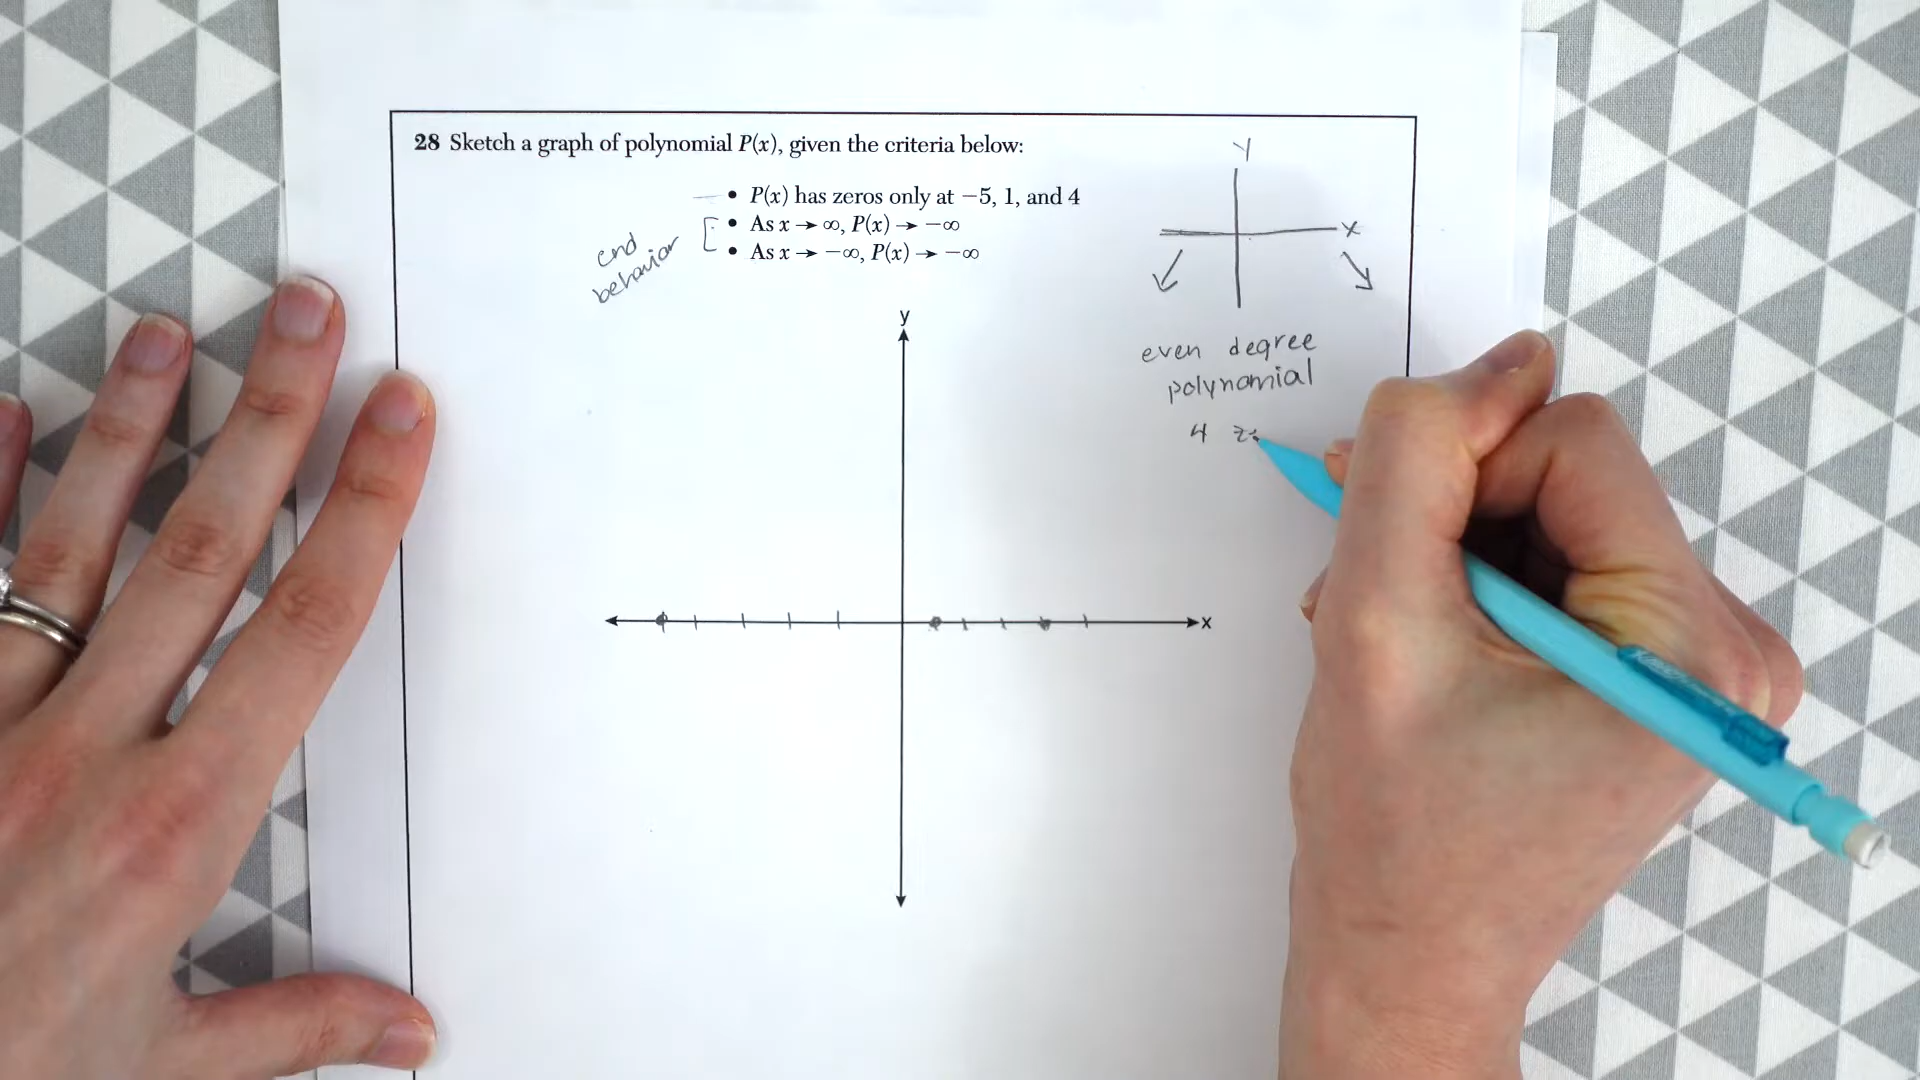 28 Sketch a graph of polynomial P(x), given the criteria below:
• P(x) has zeros only at −5, 1, and 4
• As x → ∞, P(x) → −∞
• As x → −∞, P(x) → −∞
end
behavior
y
x
even degree
polynomial
4
y
x